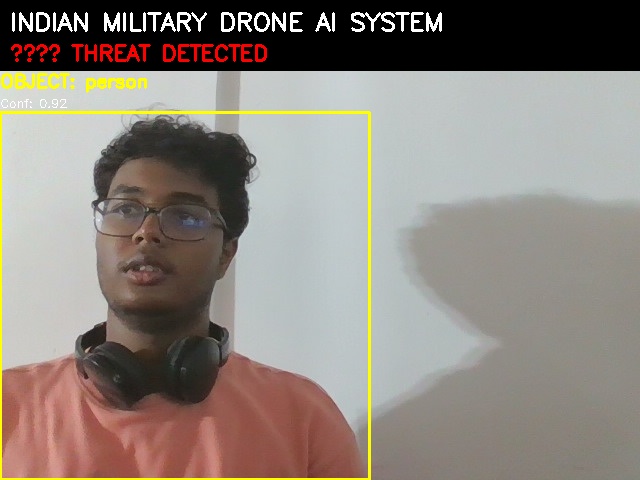 INDIAN MILITARY DRONE AI SYSTEM
???? THREAT DETECTED
OBJECT: person
Conf: 0.92